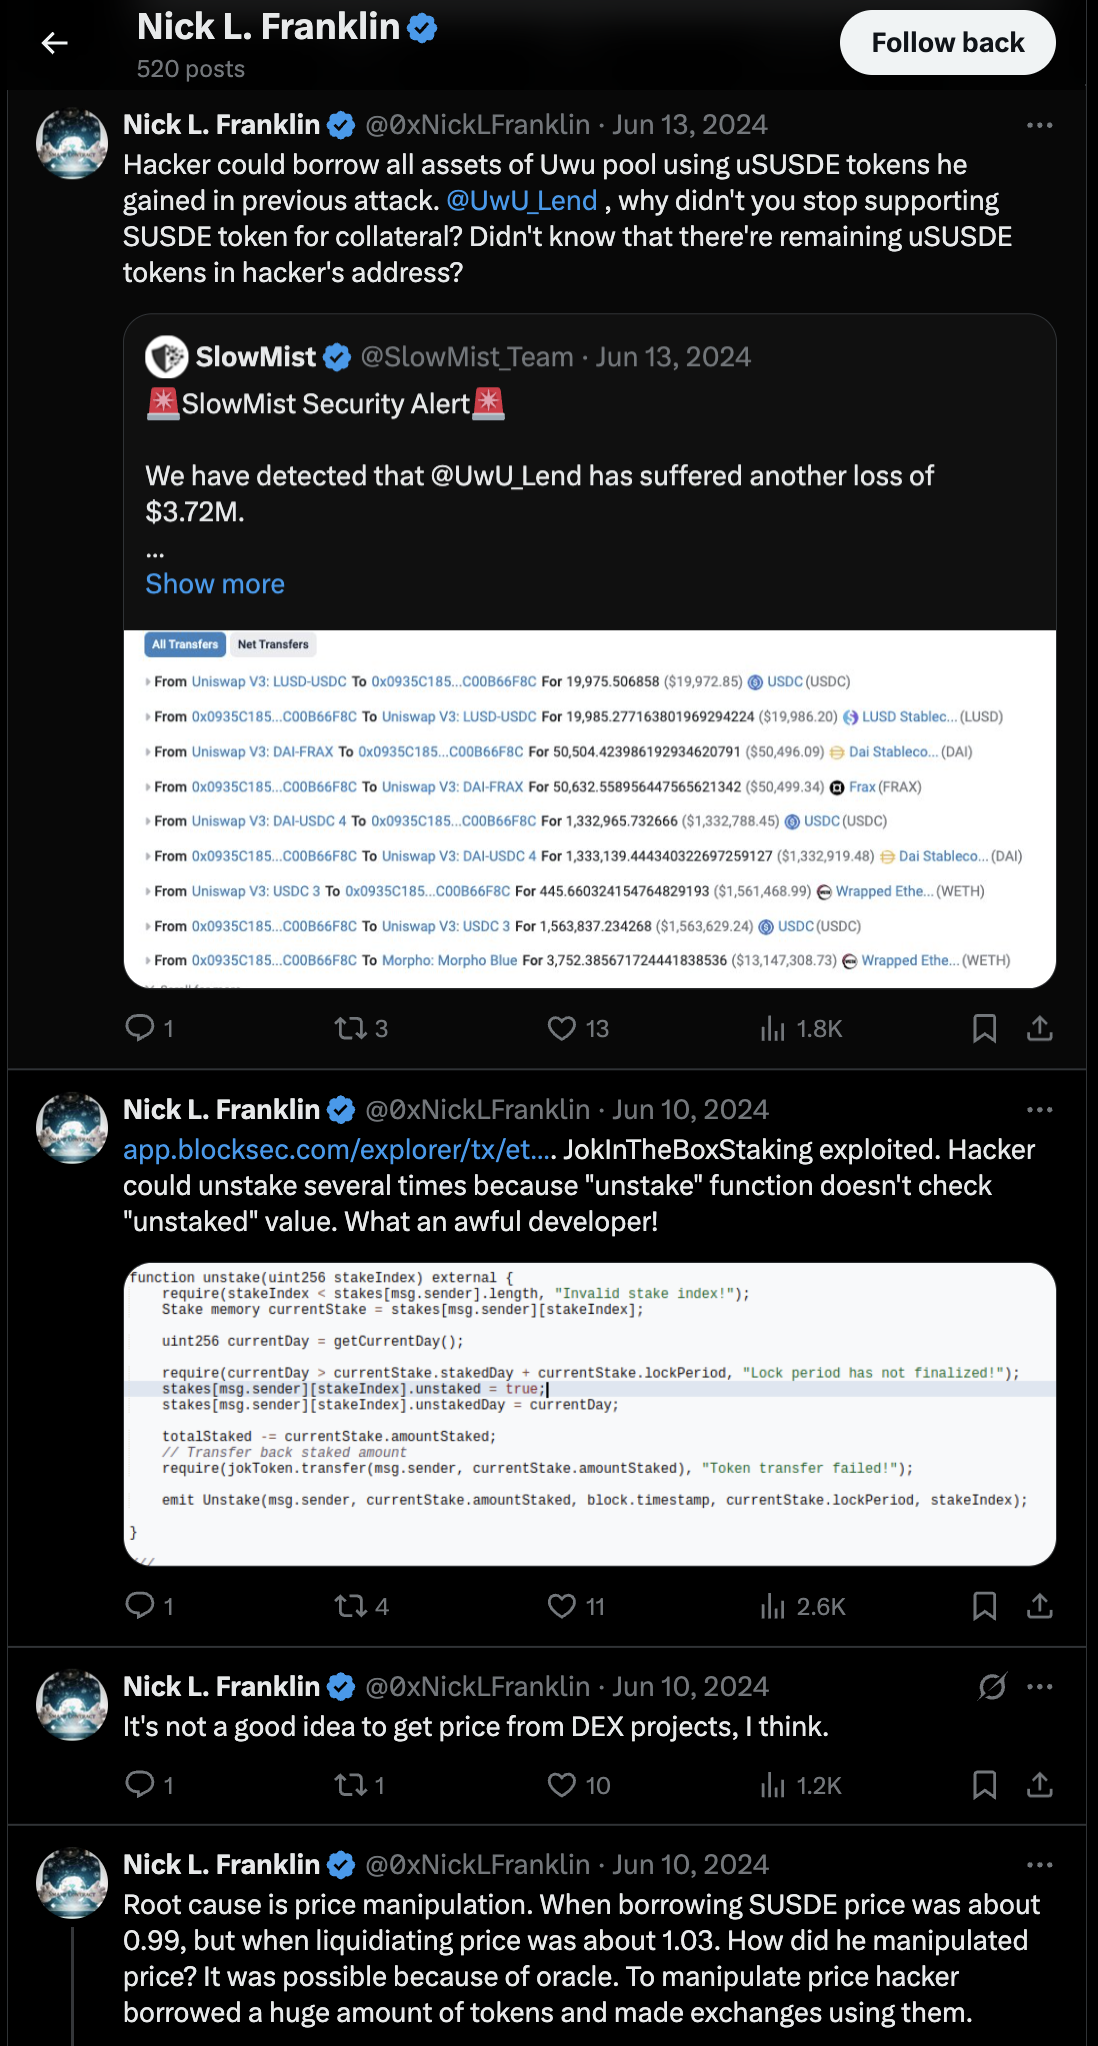 Nick L. Franklin
520 posts
Follow back
Nick L. Franklin @0xNickLFranklin · Jun 13, 2024
Hacker could borrow all assets of Uwu pool using uSUSDE tokens he
gained in previous attack. @UwU_Lend , why didn't you stop supporting
SUSDE token for collateral? Didn't know that there're remaining uSUSDE
tokens in hacker's address?
SlowMist @SlowMist_Team · Jun 13, 2024
🚨SlowMist Security Alert🚨
We have detected that @UwU_Lend has suffered another loss of
$3.72M.
...
Show more
All Transfers Net Transfers
From Uniswap V3: LUSD-USDC To 0x0935C185...C00B66F8C For 19,975.506858 ($19,972.85) USDC (USDC)
From 0x0935C185...C00B66F8C To Uniswap V3: LUSD-USDC For 19,985.277163801969294224 ($19,986.20) LUSD Stablec... (LUSD)
From Uniswap V3: DAI-FRAX To 0x0935C185...C00B66F8C For 50,504.423986192934620791 ($50,496.09) Dai Stableco... (DAI)
From 0x0935C185...C00B66F8C To Uniswap V3: DAI-FRAX For 50,632.558956447565621342 ($50,499.34) Frax (FRAX)
From Uniswap V3: DAI-USDC 4 To 0x0935C185...C00B66F8C For 1,332,965.732666 ($1,332,788.45) USDC (USDC)
From 0x0935C185...C00B66F8C To Uniswap V3: DAI-USDC 4 For 1,333,139.444340322697259127 ($1,332,919.48) Dai Stableco... (DAI)
From Uniswap V3: USDC 3 To 0x0935C185...C00B66F8C For 445.660324154764829193 ($1,561,468.99) Wrapped Ethe... (WETH)
From 0x0935C185...C00B66F8C To Uniswap V3: USDC 3 For 1,563,837.234268 ($1,563,629.24) USDC (USDC)
From 0x0935C185...C00B66F8C To Morpho: Morpho Blue For 3,752.385671724441838536 ($13,147,308.73) Wrapped Ethe... (WETH)
1 3 13 1.8K
Nick L. Franklin @0xNickLFranklin · Jun 10, 2024
app.blocksec.com/explorer/tx/et.... JokInTheBoxStaking exploited. Hacker
could unstake several times because "unstake" function doesn't check
"unstaked" value. What an awful developer!
function unstake(uint256 stakeIndex) external {
require(stakeIndex < stakes[msg.sender].length, "Invalid stake index!");
Stake memory currentStake = stakes[msg.sender][stakeIndex];
uint256 currentDay = getCurrentDay();
require(currentDay > currentStake.stakedDay + currentStake.lockPeriod, "Lock period has not finalized!");
stakes[msg.sender][stakeIndex].unstaked = true;
stakes[msg.sender][stakeIndex].unstakedDay = currentDay;
totalStaked -= currentStake.amountStaked;
// Transfer back staked amount
require(jokToken.transfer(msg.sender, currentStake.amountStaked), "Token transfer failed!");
emit Unstake(msg.sender, currentStake.amountStaked, block.timestamp, currentStake.lockPeriod, stakeIndex);
}
1 4 11 2.6K
Nick L. Franklin @0xNickLFranklin · Jun 10, 2024
It's not a good idea to get price from DEX projects, I think.
1 1 10 1.2K
Nick L. Franklin @0xNickLFranklin · Jun 10, 2024
Root cause is price manipulation. When borrowing SUSDE price was about
0.99, but when liquidiating price was about 1.03. How did he manipulated
price? It was possible because of oracle. To manipulate price hacker
borrowed a huge amount of tokens and made exchanges using them.